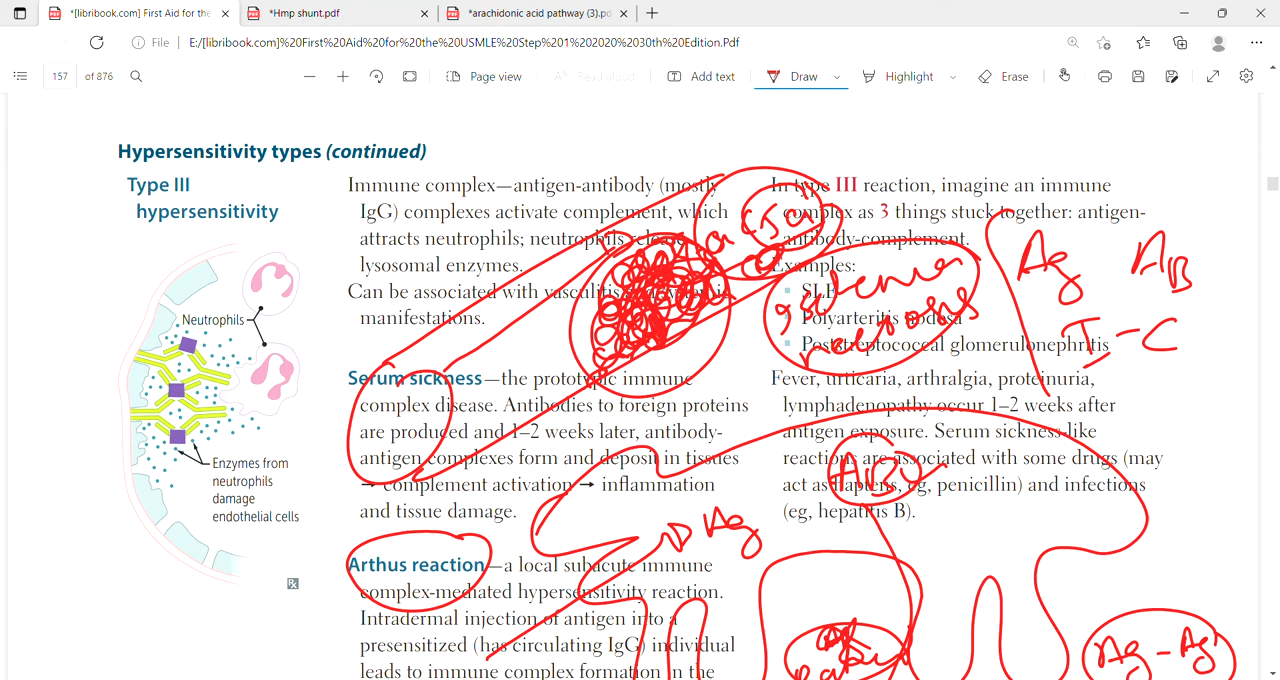 *[libribook.com] First Aid for the
*Hmp shunt.pdf
*arachidonic acid pathway (3).pd
File
E:/[libribook.com]%20First%20Aid%20for%20the%20USMLE%20Step%201%202020%2030th%20Edition.Pdf
157 of 876
Page view
Read aloud
Add text
Draw
Highlight
Erase
Hypersensitivity types (continued)
Type III
hypersensitivity
Neutrophils
Enzymes from
neutrophils
damage
endothelial cells
Immune complex—antigen-antibody (mostly
IgG) complexes activate complement, which
attracts neutrophils; neutrophils release
lysosomal enzymes.
Can be associated with vasculitis and systemic
manifestations.
Serum sickness—the prototypic immune
complex disease. Antibodies to foreign proteins
are produced and 1–2 weeks later, antibody-
antigen complexes form and deposit in tissues
→ complement activation → inflammation
and tissue damage.
Arthus reaction—a local subacute immune
complex-mediated hypersensitivity reaction.
Intradermal injection of antigen into a
presensitized (has circulating IgG) individual
leads to immune complex formation in the
In type III reaction, imagine an immune
complex as 3 things stuck together: antigen-
antibody-complement.
Examples:
SLE
Polyarteritis nodosa
Poststreptococcal glomerulonephritis
Fever, urticaria, arthralgia, proteinuria,
lymphadenopathy occur 1–2 weeks after
antigen exposure. Serum sickness-like
reactions are associated with some drugs (may
act as haptens, eg, penicillin) and infections
(eg, hepatitis B).
Ag AB
I-C
necrosis
Ag
Ag - Ag
Rx